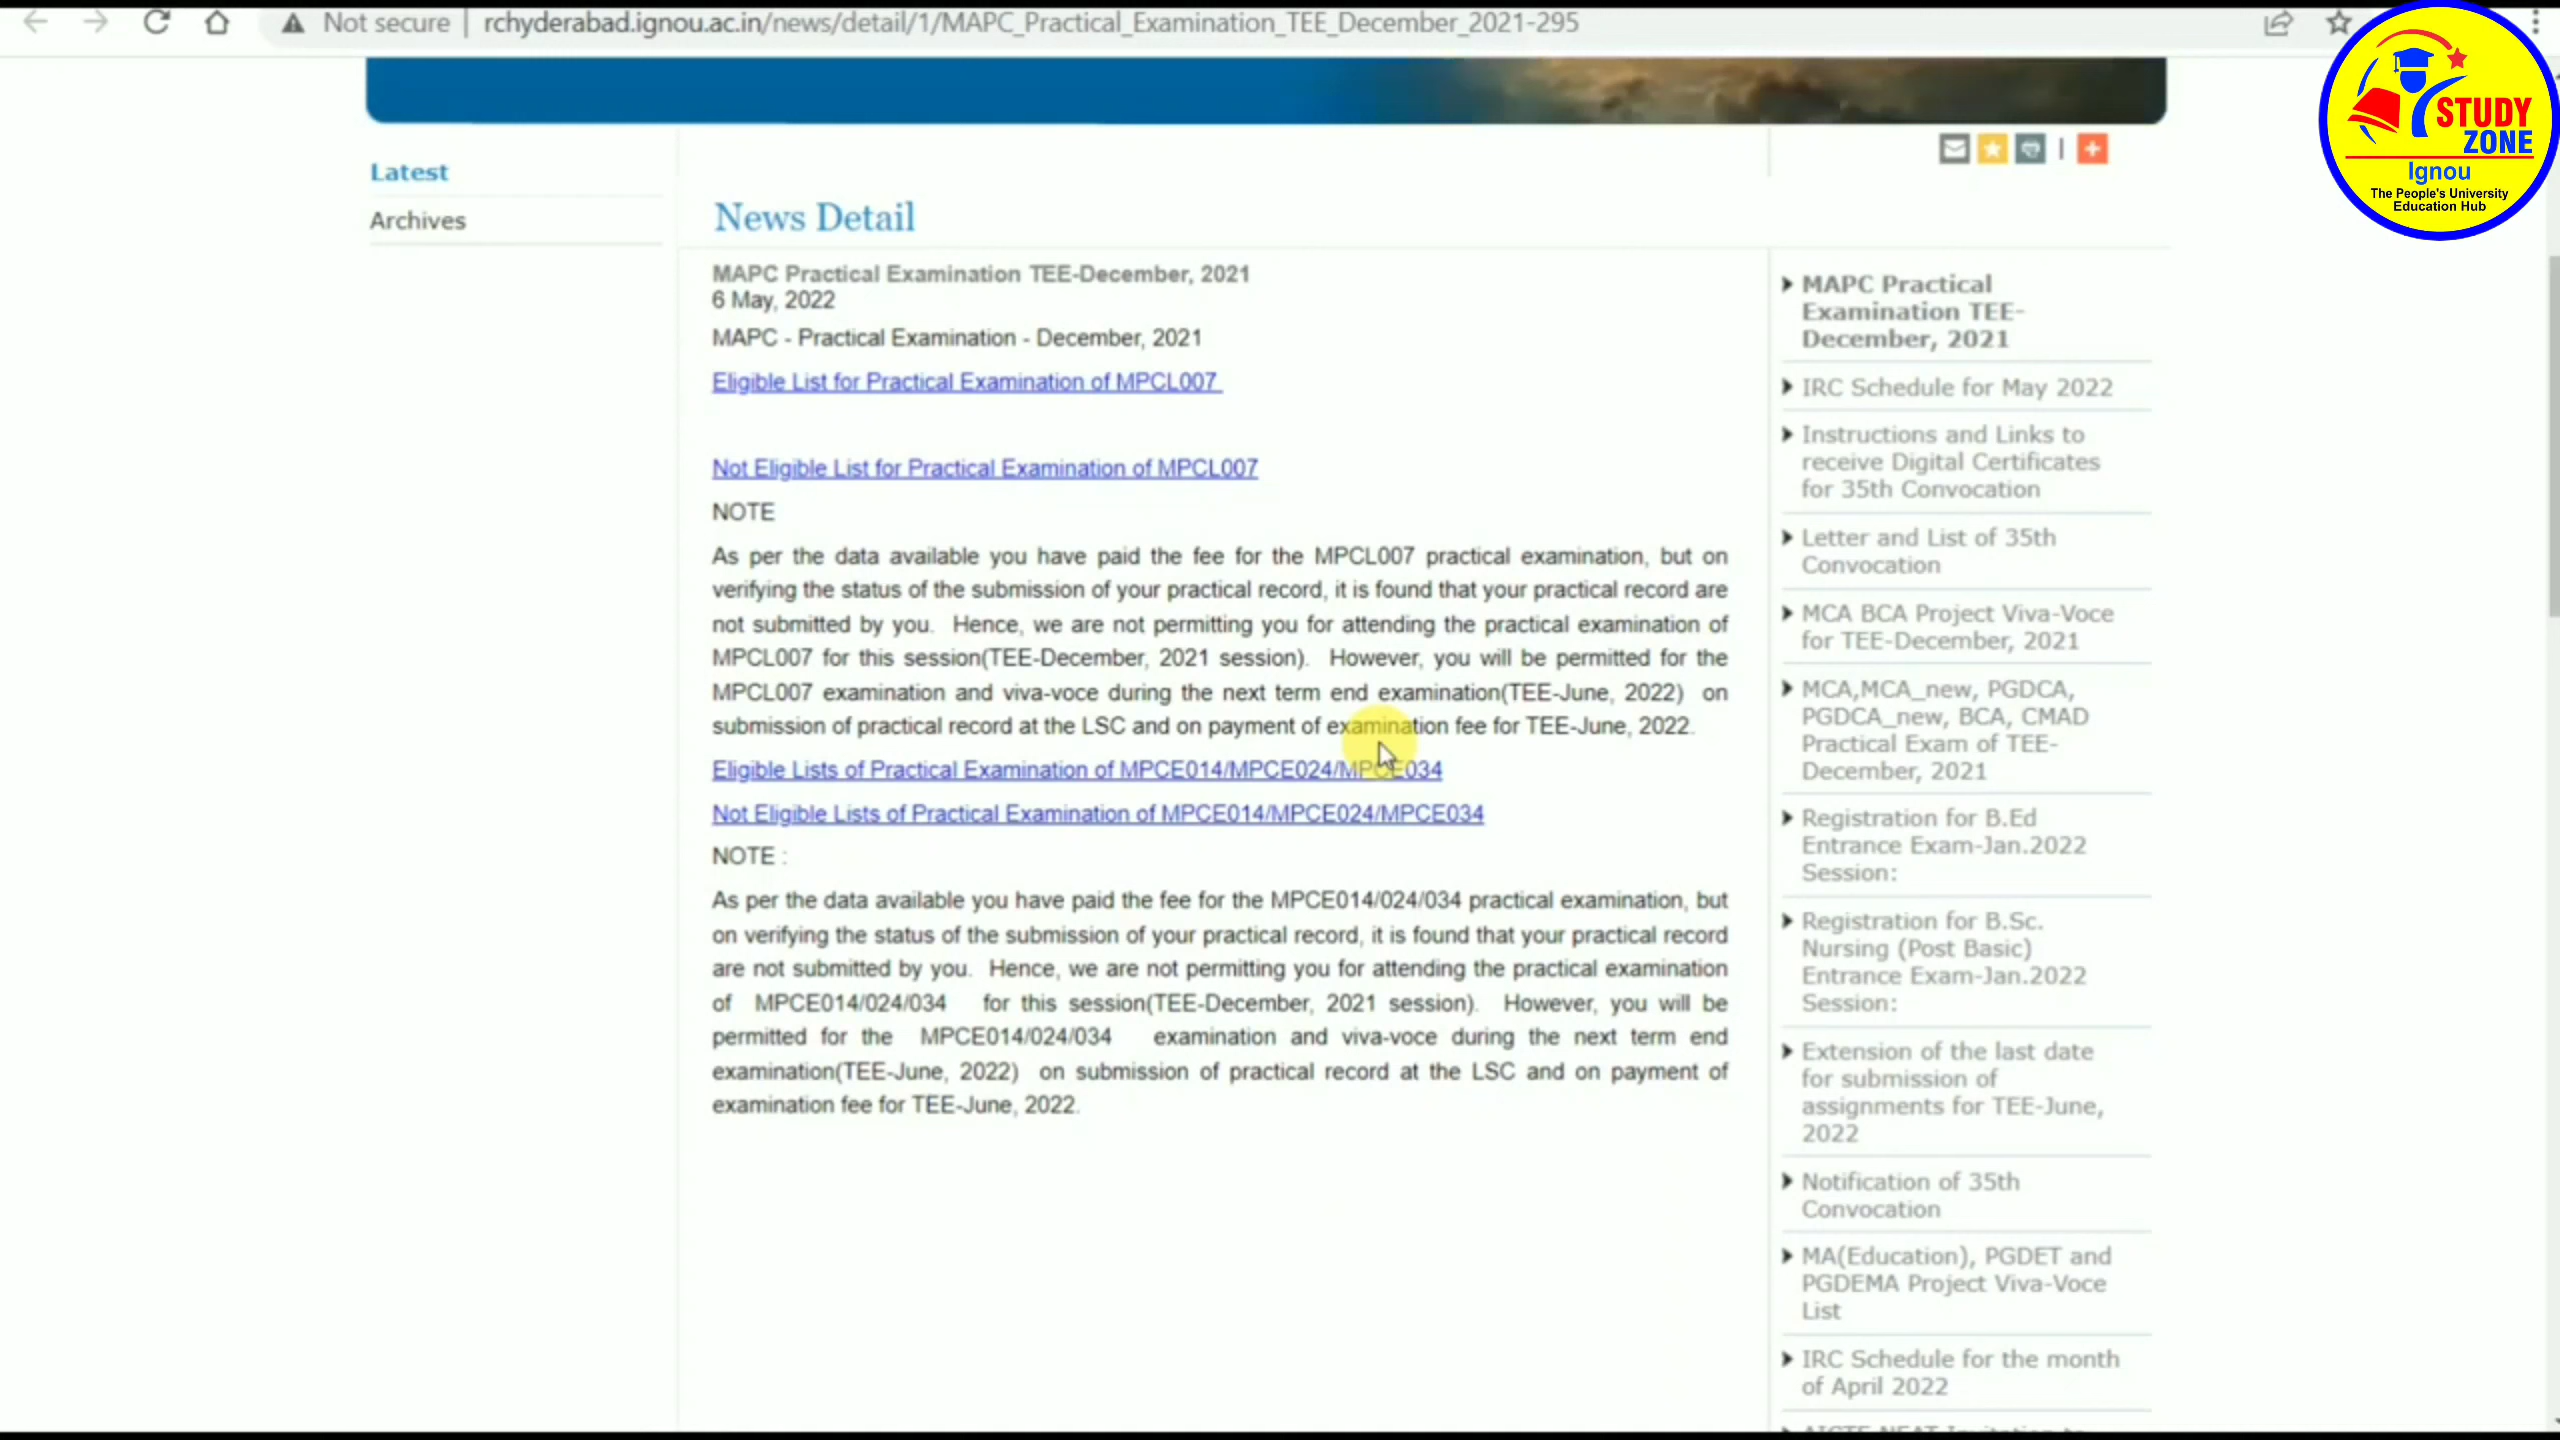 Not secure | rchyderabad.ignou.ac.in/news/detail/1/MAPC_Practical_Examination_TEE_December_2021-295
STUDY
ZONE
Ignou
The People's University
Education Hub
Latest
Archives
News Detail
MAPC Practical Examination TEE-December, 2021
6 May, 2022
MAPC - Practical Examination - December, 2021
Eligible List for Practical Examination of MPCL007
Not Eligible List for Practical Examination of MPCL007
NOTE
As per the data available you have paid the fee for the MPCL007 practical examination, but on
verifying the status of the submission of your practical record, it is found that your practical record are
not submitted by you. Hence, we are not permitting you for attending the practical examination of
MPCL007 for this session(TEE-December, 2021 session). However, you will be permitted for the
MPCL007 examination and viva-voce during the next term end examination(TEE-June, 2022) on
submission of practical record at the LSC and on payment of examination fee for TEE-June, 2022.
Eligible Lists of Practical Examination of MPCE014/MPCE024/MPCE034
Not Eligible Lists of Practical Examination of MPCE014/MPCE024/MPCE034
NOTE :
As per the data available you have paid the fee for the MPCE014/024/034 practical examination, but
on verifying the status of the submission of your practical record, it is found that your practical record
are not submitted by you. Hence, we are not permitting you for attending the practical examination
of MPCE014/024/034 for this session(TEE-December, 2021 session). However, you will be
permitted for the MPCE014/024/034 examination and viva-voce during the next term end
examination(TEE-June, 2022) on submission of practical record at the LSC and on payment of
examination fee for TEE-June, 2022.
MAPC Practical
Examination TEE-
December, 2021
IRC Schedule for May 2022
Instructions and Links to
receive Digital Certificates
for 35th Convocation
Letter and List of 35th
Convocation
MCA BCA Project Viva-Voce
for TEE-December, 2021
MCA,MCA_new, PGDCA,
PGDCA_new, BCA, CMAD
Practical Exam of TEE-
December, 2021
Registration for B.Ed
Entrance Exam-Jan.2022
Session:
Registration for B.Sc.
Nursing (Post Basic)
Entrance Exam-Jan.2022
Session:
Extension of the last date
for submission of
assignments for TEE-June,
2022
Notification of 35th
Convocation
MA(Education), PGDET and
PGDEMA Project Viva-Voce
List
IRC Schedule for the month
of April 2022